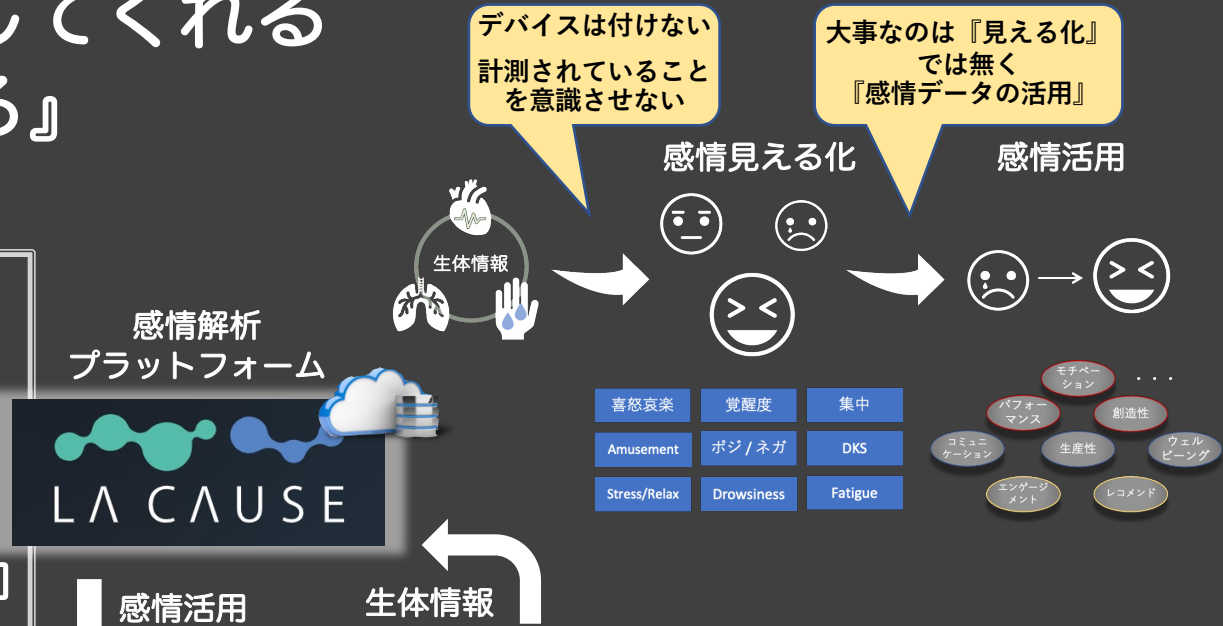 してくれる
る』
デバイスは付けない
計測されていること
を意識させない
大事なのは『見える化』
では無く
『感情データの活用』
感情見える化
感情活用
生体情報
感情解析
プラットフォーム
LA CAUSE
喜怒哀楽
覚醒度
集中
Amusement
ポジ / ネガ
DKS
Stress/Relax
Drowsiness
Fatigue
モチベー
ション
・・・
パフォー
マンス
創造性
コミュニ
ケーション
生産性
ウェル
ビーング
エンゲージ
メント
レコメンド
感情活用
生体情報